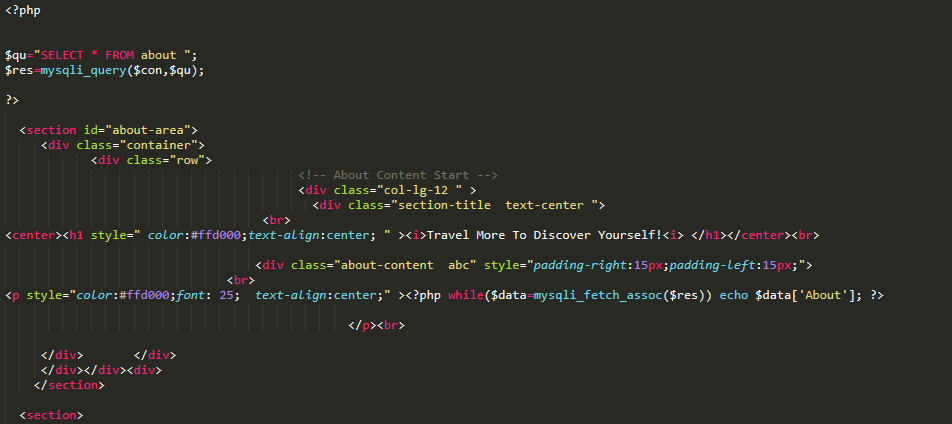 <?php
$qu="SELECT * FROM about ";
$res=mysqli_query($con,$qu);
?>
<section id="about-area">
<div class="container">
<div class="row">
<!-- About Content Start -->
<div class="col-lg-12 " >
<div class="section-title  text-center ">
<br>
<center><h1 style=" color:#ffd000;text-align:center; " ><i>Travel More To Discover Yourself!<i> </h1></center><br>
<div class="about-content  abc" style="padding-right:15px;padding-left:15px;">
<br>
<p style="color:#ffd000;font: 25;  text-align:center;" ><?php while($data=mysqli_fetch_assoc($res)) echo $data['About']; ?>
</p><br>
</div>       </div>
</div></div><div>
</section>
<section>